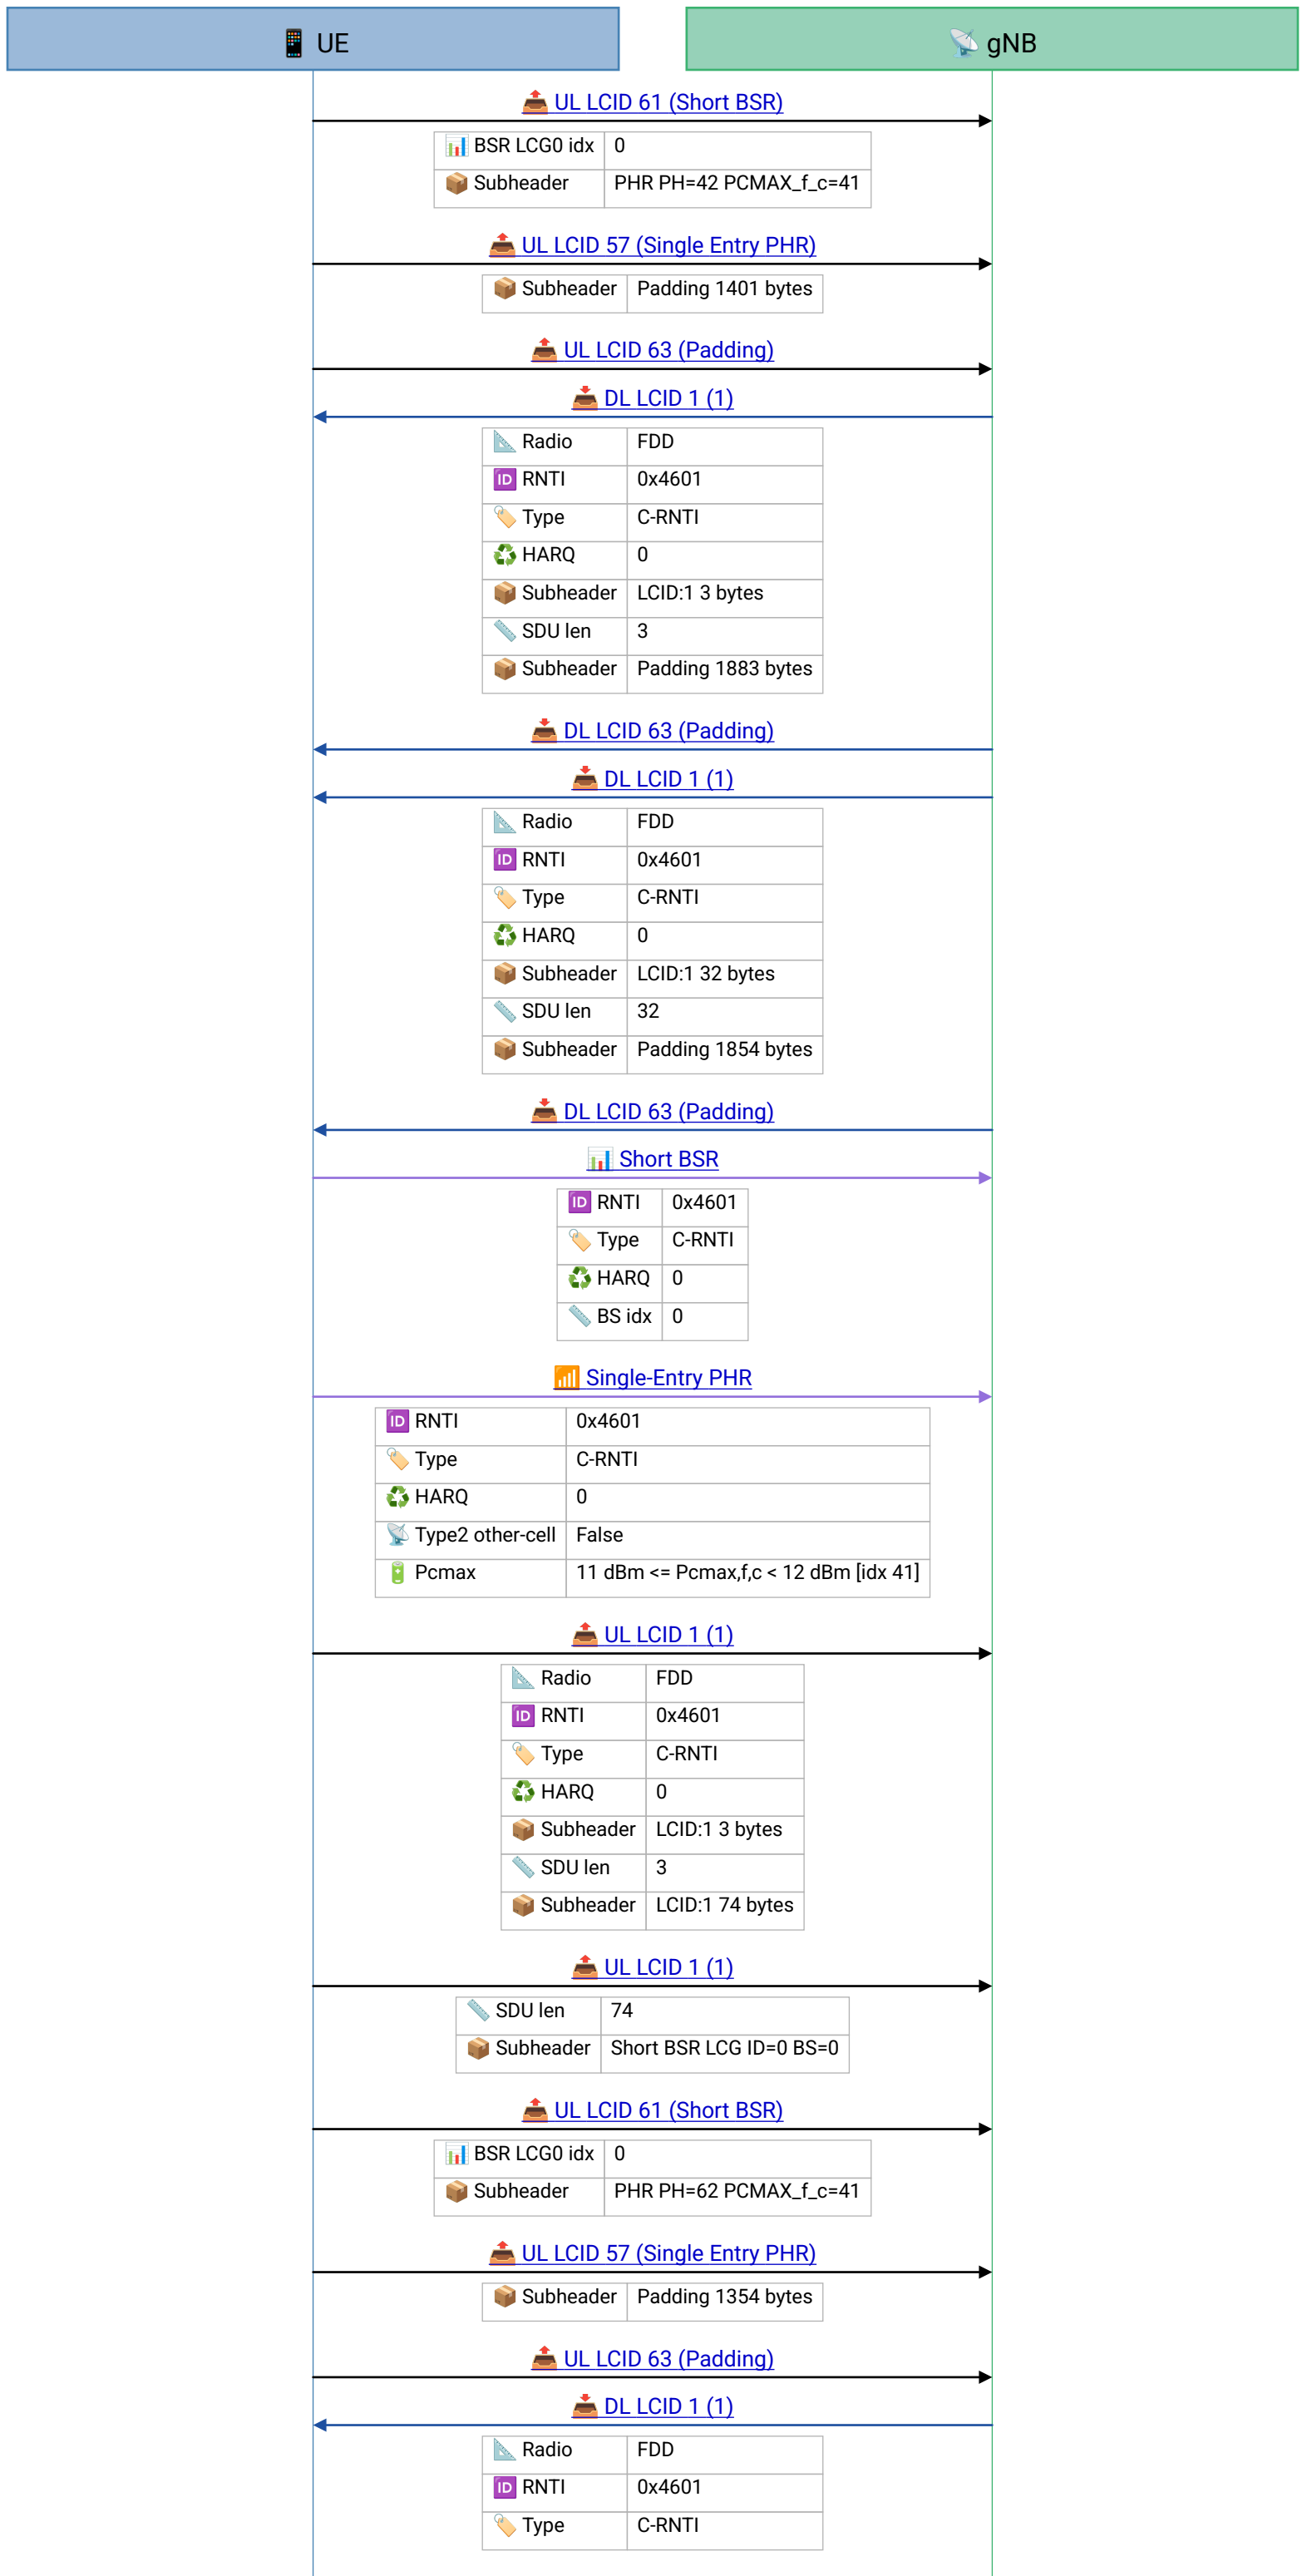 📱 UE
📡 gNB
📤 UL LCID 61 (Short BSR)
📊 BSR LCG0 idx 0
📦 Subheader PHR PH=42 PCMAX_f_c=41
📤 UL LCID 57 (Single Entry PHR)
📦 Subheader Padding 1401 bytes
📤 UL LCID 63 (Padding)
📥 DL LCID 1 (1)
📐 Radio FDD
🆔 RNTI 0x4601
🏷️ Type C-RNTI
♻️ HARQ 0
📦 Subheader LCID:1 3 bytes
📏 SDU len 3
📦 Subheader Padding 1883 bytes
📥 DL LCID 63 (Padding)
📥 DL LCID 1 (1)
📐 Radio FDD
🆔 RNTI 0x4601
🏷️ Type C-RNTI
♻️ HARQ 0
📦 Subheader LCID:1 32 bytes
📏 SDU len 32
📦 Subheader Padding 1854 bytes
📥 DL LCID 63 (Padding)
📊 Short BSR
🆔 RNTI 0x4601
🏷️ Type C-RNTI
♻️ HARQ 0
📏 BS idx 0
📶 Single-Entry PHR
🆔 RNTI 0x4601
🏷️ Type C-RNTI
♻️ HARQ 0
📡 Type2 other-cell False
🔋 Pcmax 11 dBm <= Pcmax,f,c < 12 dBm [idx 41]
📤 UL LCID 1 (1)
📐 Radio FDD
🆔 RNTI 0x4601
🏷️ Type C-RNTI
♻️ HARQ 0
📦 Subheader LCID:1 3 bytes
📏 SDU len 3
📦 Subheader LCID:1 74 bytes
📤 UL LCID 1 (1)
📏 SDU len 74
📦 Subheader Short BSR LCG ID=0 BS=0
📤 UL LCID 61 (Short BSR)
📊 BSR LCG0 idx 0
📦 Subheader PHR PH=62 PCMAX_f_c=41
📤 UL LCID 57 (Single Entry PHR)
📦 Subheader Padding 1354 bytes
📤 UL LCID 63 (Padding)
📥 DL LCID 1 (1)
📐 Radio FDD
🆔 RNTI 0x4601
🏷️ Type C-RNTI